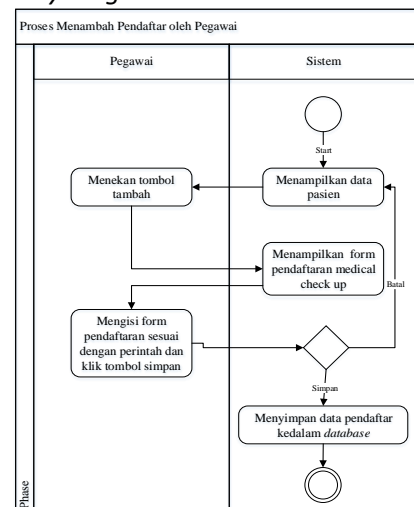 Proses Menambah Pendaftar oleh Pegawai
Pegawai
Sistem
Start
Menekan tombol
tambah
Menampilkan data
pasien
Menampilkan form
pendaftaran medical
check up
Batal
Mengisi form
pendaftaran sesuai
dengan perintah dan
klik tombol simpan
Simpan
Menyimpan data pendaftar
kedalam database
Phase